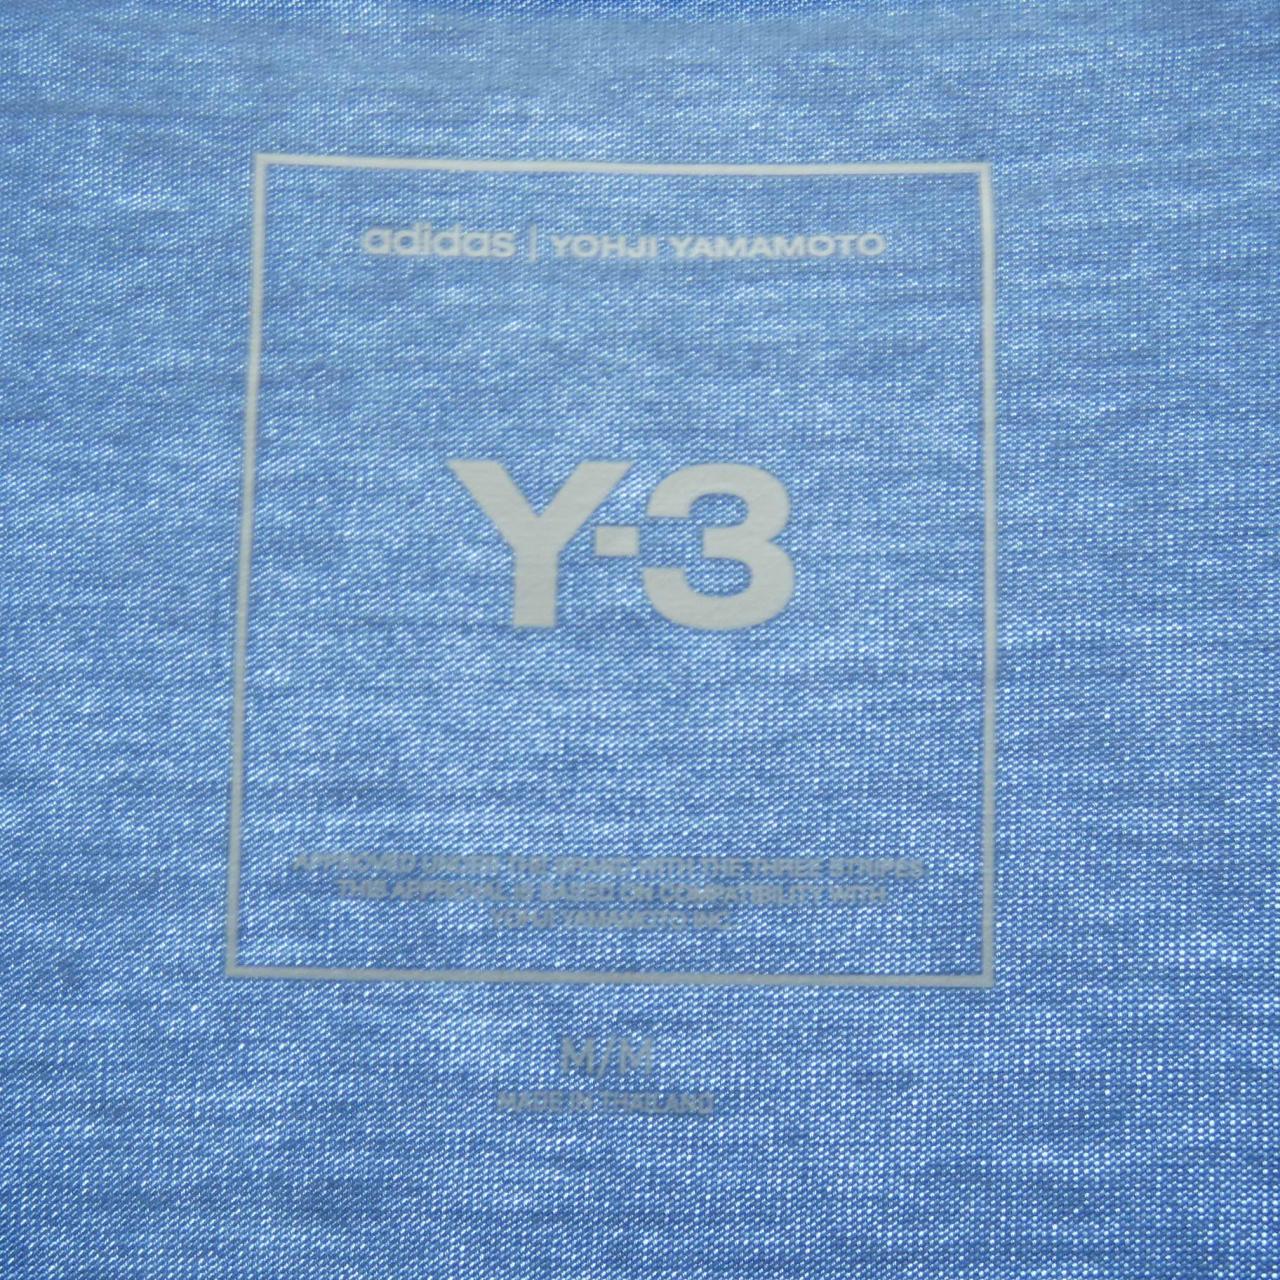 adidas | YOHJI YAMAMOTO
Y-3
APPROVED UNDER THE BRAND WITH THE THREE STRIPES
THIS APPROVAL IS BASED ON COMPATIBILITY WITH
YOHJI YAMAMOTO INC.
M/M
MADE IN THAILAND